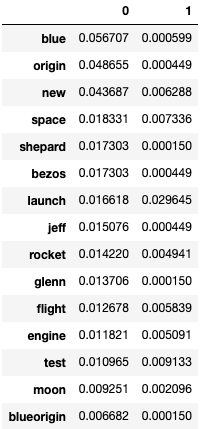 0 1
blue 0.056707 0.000599
origin 0.048655 0.000449
new 0.043687 0.006288
space 0.018331 0.007336
shepard 0.017303 0.000150
bezos 0.017303 0.000449
launch 0.016618 0.029645
jeff 0.015076 0.000449
rocket 0.014220 0.004941
glenn 0.013706 0.000150
flight 0.012678 0.005839
engine 0.011821 0.005091
test 0.010965 0.009133
moon 0.009251 0.002096
blueorigin 0.006682 0.000150